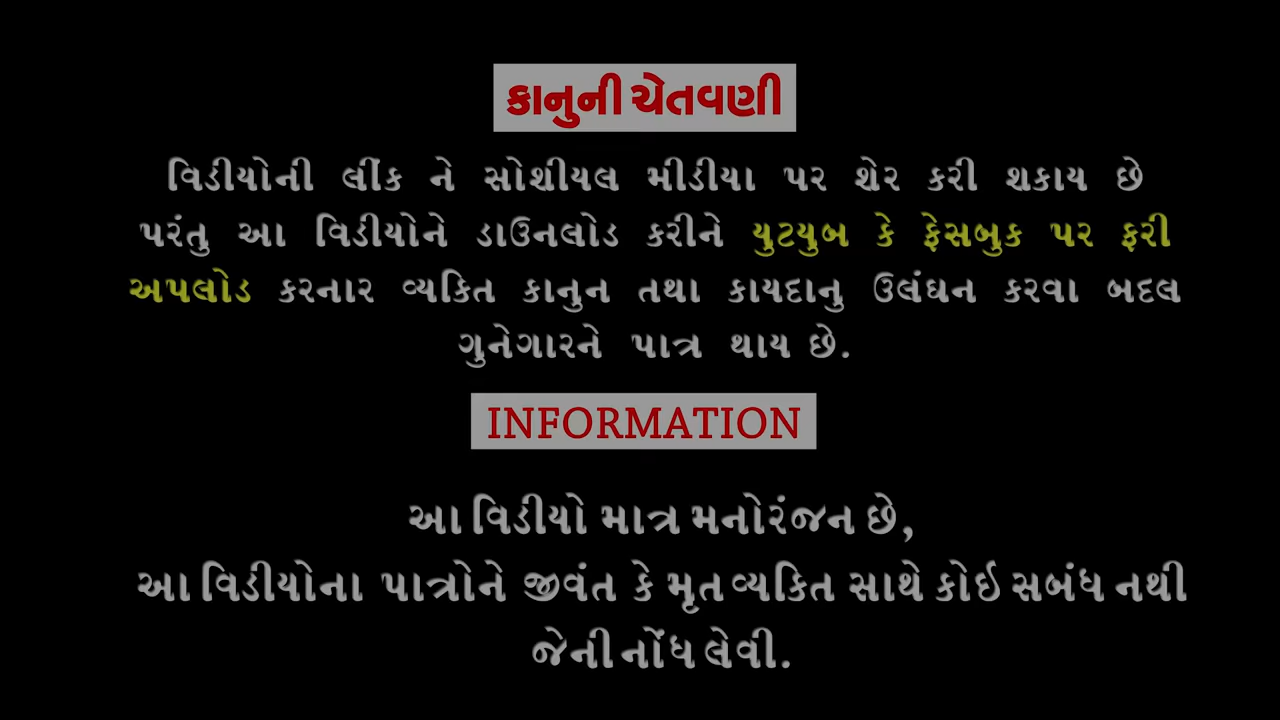 કાનુની ચેતવણી
વિડીયોની લીંક ને સોશીયલ મીડીયા પર શેર કરી શકાય છે
પરંતુ આ વિડીયોને ડાઉનલોડ કરીને યુટયુબ કે ફેસબુક પર ફરી
અપલોડ કરનાર વ્યકિત કાનુન તથા કાયદાનુ ઉલંઘન કરવા બદલ
ગુનેગારને પાત્ર થાય છે.
INFORMATION
આ વિડીયો માત્ર મનોરંજન છે,
આ વિડીયોના પાત્રોને જીવંત કે મૃત વ્યકિત સાથે કોઇ સબંધ નથી
જેની નોંધ લેવી.